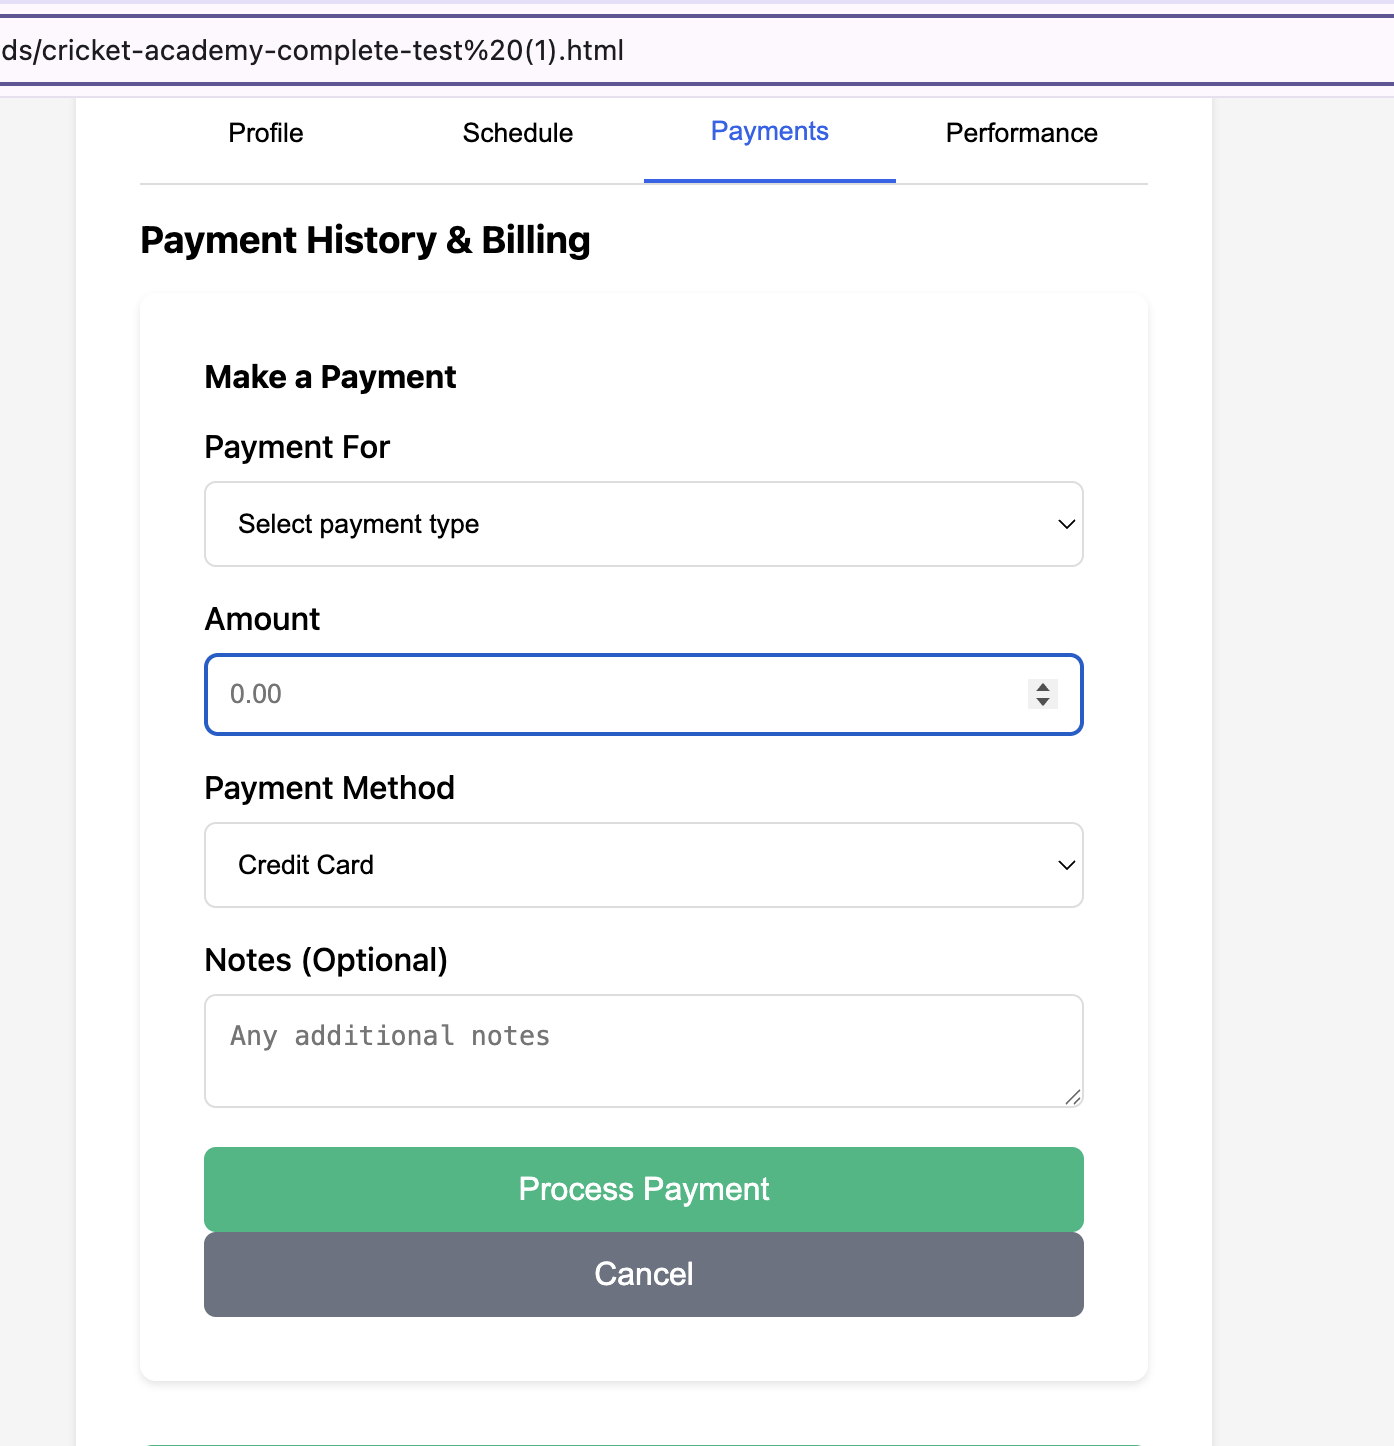 ds/cricket-academy-complete-test%20(1).html
Profile Schedule Payments Performance
Payment History & Billing
Make a Payment
Payment For
Select payment type
Amount
0.00
Payment Method
Credit Card
Notes (Optional)
Any additional notes
Process Payment
Cancel